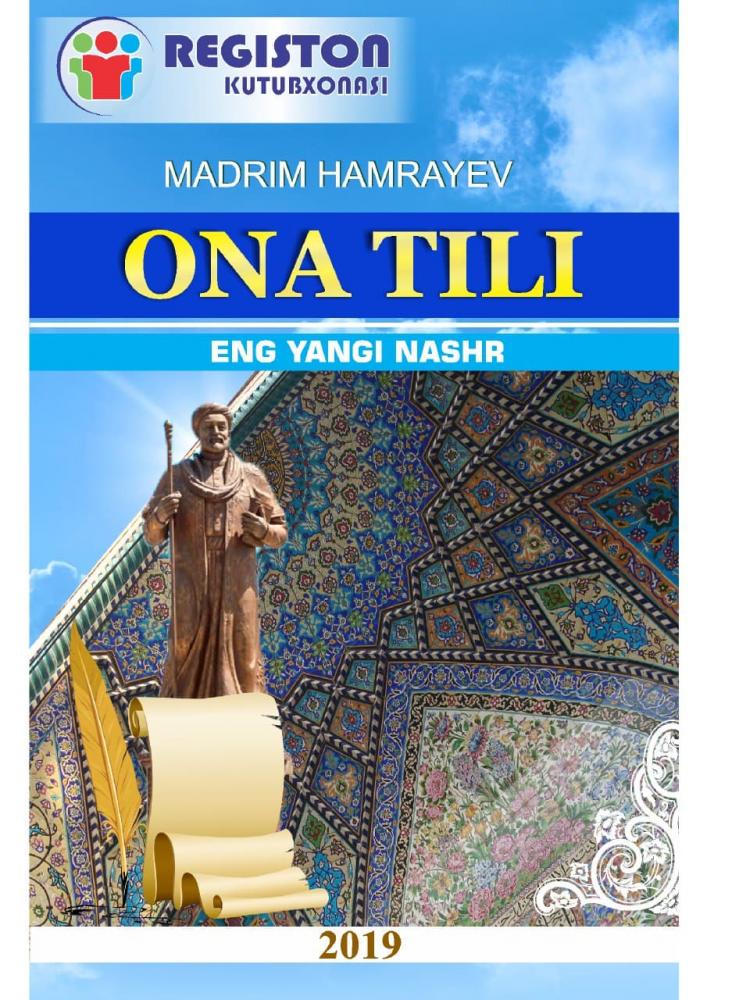 REGISTON
KUTUBXONASI
MADRIM HAMRAYEV
ONA TILI
ENG YANGI NASHR
2019